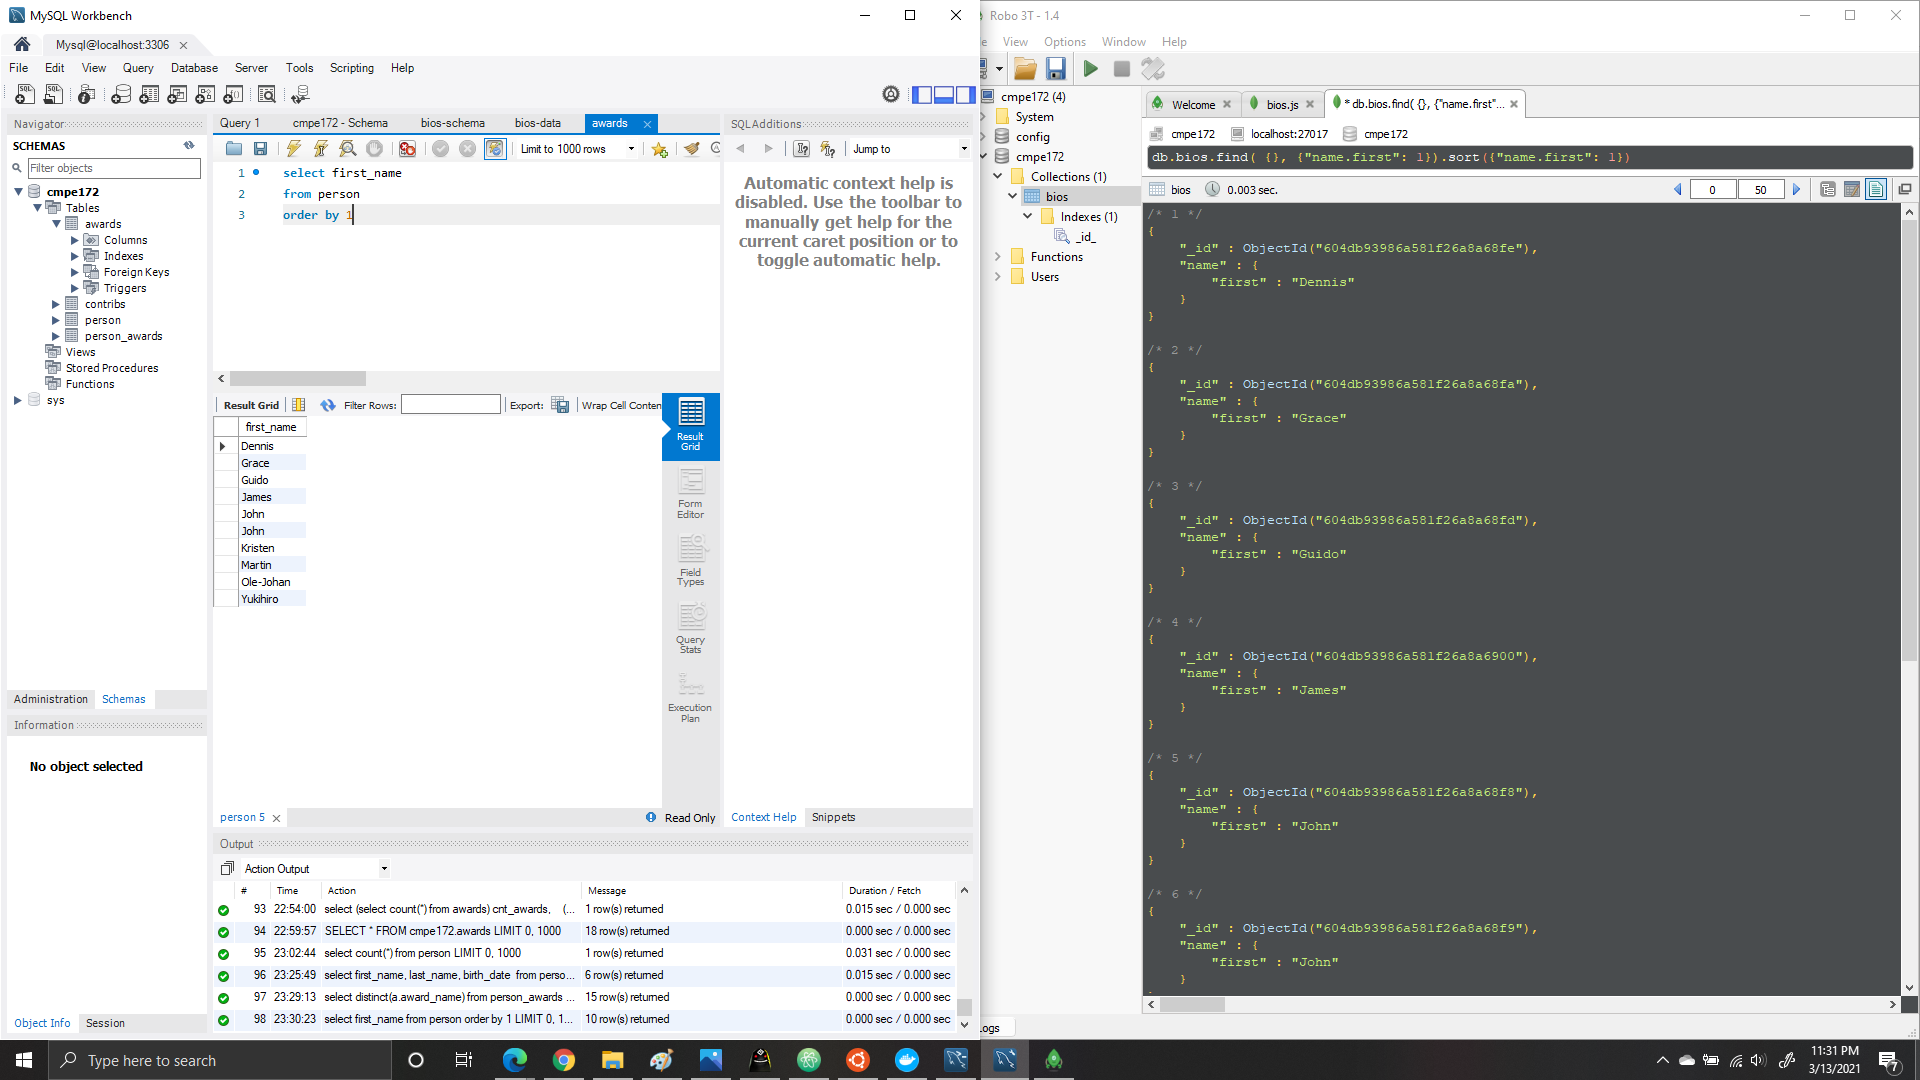 MySQL Workbench
Mysql@localhost:3306
File Edit View Query Database Server Tools Scripting Help
Navigator
SCHEMAS
Filter objects
cmpe172
Tables
awards
Columns
Indexes
Foreign Keys
Triggers
contribs
person
person_awards
Views
Stored Procedures
Functions
sys
Administration Schemas
Information
No object selected
Object Info Session
Query 1 cmpe172 - Schema bios-schema bios-data awards
Limit to 1000 rows
1 select first_name
2 from person
3 order by 1
Result Grid Filter Rows: Export: Wrap Cell Conten
first_name
Dennis
Grace
Guido
James
John
John
Kristen
Martin
Ole-Johan
Yukihiro
Result
Grid
Form
Editor
Field
Types
Query
Stats
Execution
Plan
person 5 Read Only
SQLAdditions
Jump to
Automatic context help is
disabled. Use the toolbar to
manually get help for the
current caret position or to
toggle automatic help.
Context Help Snippets
Output
Action Output
# Time Action Message Duration / Fetch
93 22:54:00 select (select count(*) from awards) cnt_awards, (... 1 row(s) returned 0.015 sec / 0.000 sec
94 22:59:57 SELECT * FROM cmpe172.awards LIMIT 0, 1000 18 row(s) returned 0.000 sec / 0.000 sec
95 23:02:44 select count(*) from person LIMIT 0, 1000 1 row(s) returned 0.031 sec / 0.000 sec
96 23:25:49 select first_name, last_name, birth_date from perso... 6 row(s) returned 0.015 sec / 0.000 sec
97 23:29:13 select distinct(a.award_name) from person_awards ... 15 row(s) returned 0.000 sec / 0.000 sec
98 23:30:23 select first_name from person order by 1 LIMIT 0, 1... 10 row(s) returned 0.000 sec / 0.000 sec
Robo 3T - 1.4
View Options Window Help
cmpe172 (4)
System
config
cmpe172
Collections (1)
bios
Indexes (1)
_id_
Functions
Users
ogs
Welcome bios.js * db.bios.find( {}, {"name.first"...
cmpe172 localhost:27017 cmpe172
db.bios.find( {}, {"name.first": 1}).sort({"name.first": 1})
bios 0.003 sec. 0 50
/* 1 */
{
"_id" : ObjectId("604db93986a581f26a8a68fe"),
"name" : {
"first" : "Dennis"
}
}
/* 2 */
{
"_id" : ObjectId("604db93986a581f26a8a68fa"),
"name" : {
"first" : "Grace"
}
}
/* 3 */
{
"_id" : ObjectId("604db93986a581f26a8a68fd"),
"name" : {
"first" : "Guido"
}
}
/* 4 */
{
"_id" : ObjectId("604db93986a581f26a8a6900"),
"name" : {
"first" : "James"
}
}
/* 5 */
{
"_id" : ObjectId("604db93986a581f26a8a68f8"),
"name" : {
"first" : "John"
}
}
/* 6 */
{
"_id" : ObjectId("604db93986a581f26a8a68f9"),
"name" : {
"first" : "John"
}
Type here to search
11:31 PM
3/13/2021
7